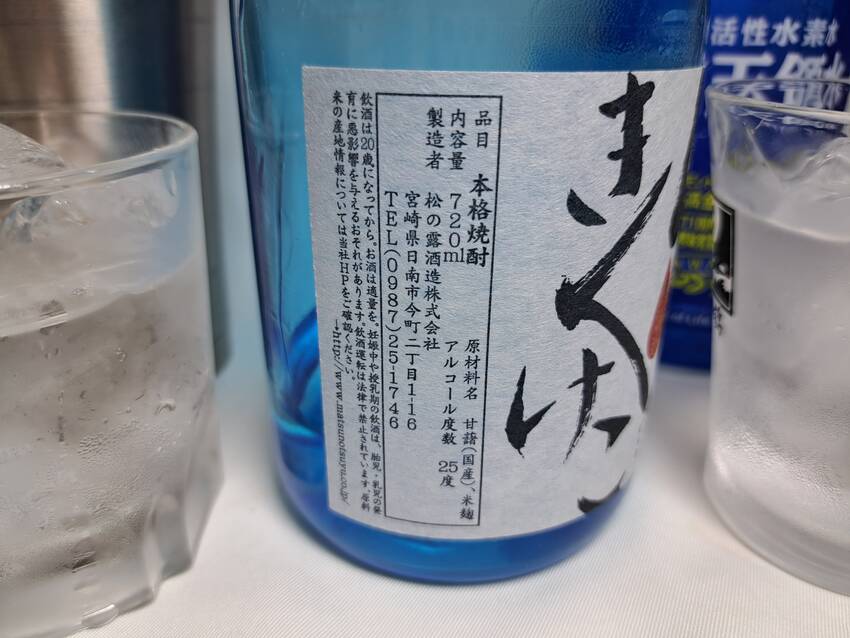 品目 本格焼酎 原材料名 甘藷(国産)、米麹
内容量 720ml アルコール度数 25度
製造者 松の露酒造株式会社
宮崎県日南市今町二丁目1-16
TEL(0987)25-1746
飲酒は20歳になってから。お酒は適量を。妊娠中や授乳期の飲酒は、胎児・乳児の発
育に悪影響を与えるおそれがあります。飲酒運転は法律で禁止されています。原料
米の産地情報については当社HPをご確認ください。→http://www.matsunotsuyu.co.jp/
活性水素水